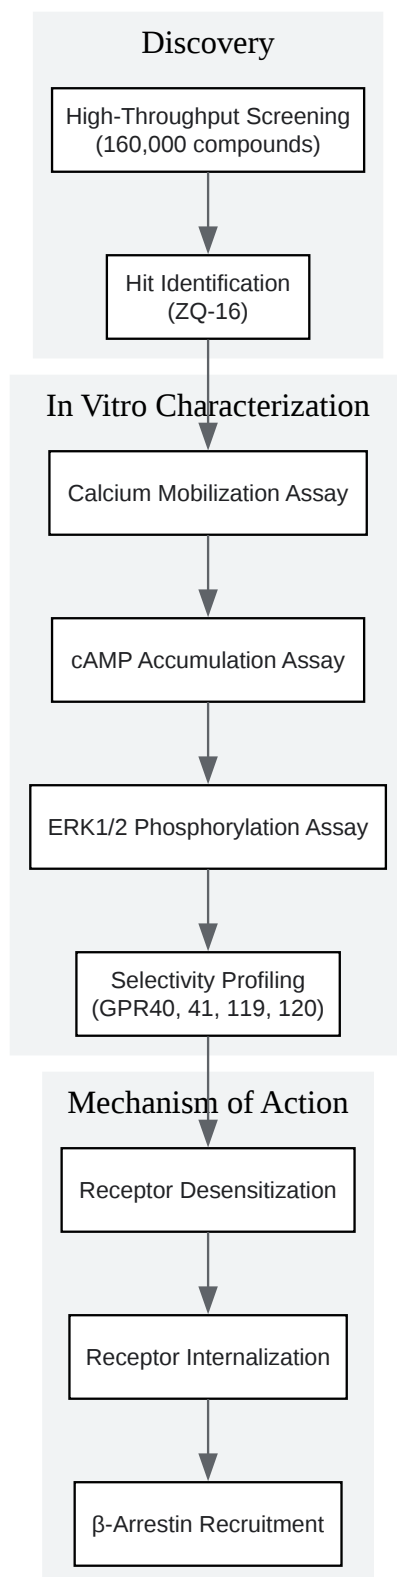 Discovery
High-Throughput Screening
(160,000 compounds)
Hit Identification
(ZQ-16)
In Vitro Characterization
Calcium Mobilization Assay
cAMP Accumulation Assay
ERK1/2 Phosphorylation Assay
Selectivity Profiling
(GPR40, 41, 119, 120)
Mechanism of Action
Receptor Desensitization
Receptor Internalization
β-Arrestin Recruitment